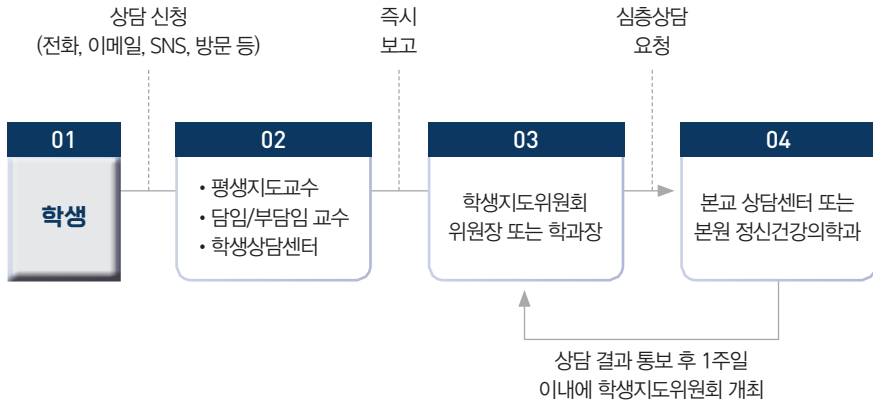 상담 신청
(전화, 이메일, SNS, 방문 등)
즉시
보고
심층상담
요청
01
학생
02
• 평생지도교수
• 담임/부담임 교수
• 학생상담센터
03
학생지도위원회
위원장 또는 학과장
04
본교 상담센터 또는
본원 정신건강의학과
상담 결과 통보 후 1주일
이내에 학생지도위원회 개최